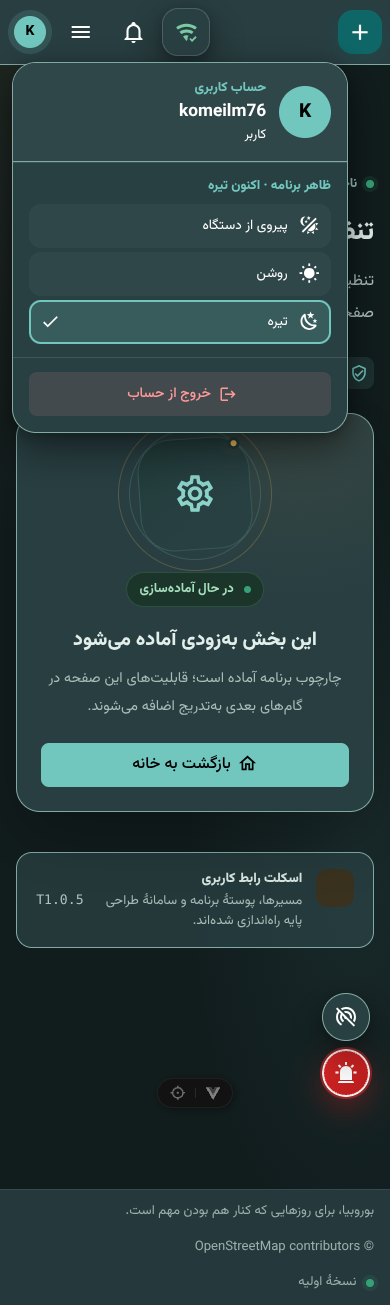 K
حساب کاربری
komeilm76
کاربر
K
ظاهر برنامه · اکنون تیره
پیروی از دستگاه
روشن
تیره
خروج از حساب
در حال آماده‌سازی
این بخش به‌زودی آماده می‌شود
چارچوب برنامه آماده است؛ قابلیت‌های این صفحه در
گام‌های بعدی به‌تدریج اضافه می‌شوند.
بازگشت به خانه
اسکلت رابط کاربری
مسیرها، پوستهٔ برنامه و سامانهٔ طراحی
پایه راه‌اندازی شده‌اند.
T1.0.5
بوروبیا، برای روزهایی که کنار هم بودن مهم است.
© OpenStreetMap contributors
نسخهٔ اولیه